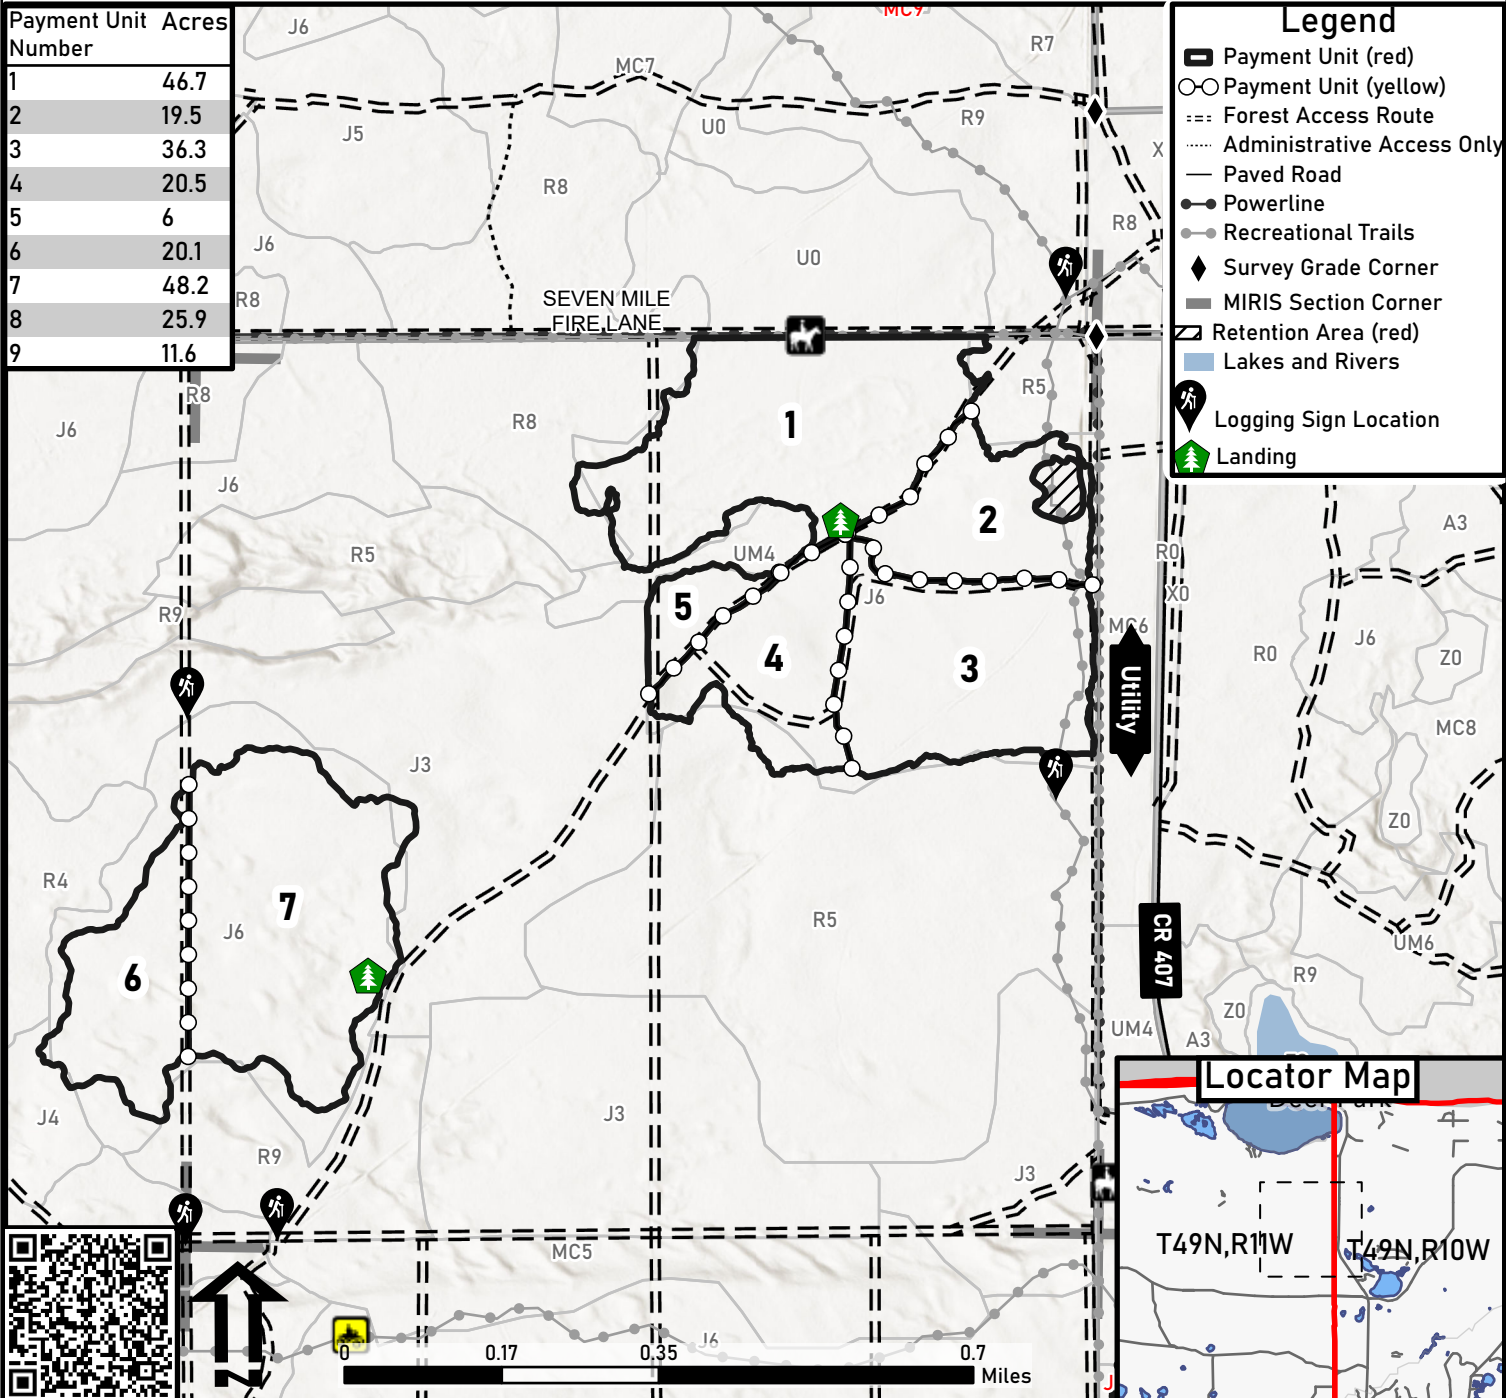 Payment Unit Acres
Number
1 46.7
2 19.5
3 36.3
4 20.5
5 6
6 20.1
7 48.2
8 25.9
9 11.6
Legend
Payment Unit (red)
Payment Unit (yellow)
Forest Access Route
Administrative Access Only
Paved Road
Powerline
Recreational Trails
Survey Grade Corner
MIRIS Section Corner
Retention Area (red)
Lakes and Rivers
Logging Sign Location
Landing
MC9
J6
R7
MC7
J5
U0
R9
X
R8
J6
R8
U0
R8
SEVEN MILE
FIRE LANE
R8
J6
R8
R5
1
J6
2
A3
R5
UM4
R0
R9
5
J6
X0
MC6
4
3
R0
J6
Z0
Utility
MC8
J3
Z0
R4
7
J6
R5
CR 407
UM6
6
R9
Z0
UM4
A3
J4
J3
R9
J3
MC5
J6
N
0 0.17 0.35 0.7
Miles
J
Locator Map
T49N,R11W
T49N,R10W